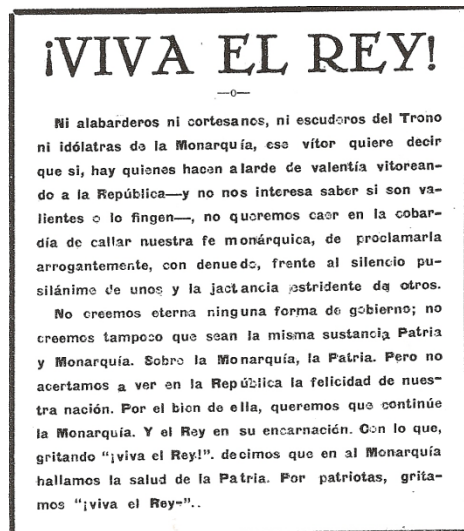 ¡VIVA EL REY!
—o—
Ni alabarderos ni cortesanos, ni escuderos del Trono
ni idólatras de la Monarquía, ese vítor quiere decir
que si, hay quienes hacen alarde de valentía vitorean-
do a la República—y no nos interesa saber si son va-
lientes o lo fingen—, no queremos caer en la cobar-
día de callar nuestra fe monárquica, de proclamarla
arrogantemente, con denuedo, frente al silencio pu-
silánime de unos y la jactancia estridente de otros.
No creemos eterna ninguna forma de gobierno; no
creemos tampoco que sean la misma sustancia Patria
y Monarquía. Sobre la Monarquía, la Patria. Pero no
acertamos a ver en la República la felicidad de nues-
tra nación. Por el bien de ella, queremos que continúe
la Monarquía. Y el Rey en su encarnación. Con lo que,
gritando "¡viva el Rey!". decimos que en al Monarquía
hallamos la salud de la Patria. Por patriotas, grita-
mos "¡viva el Rey-"..